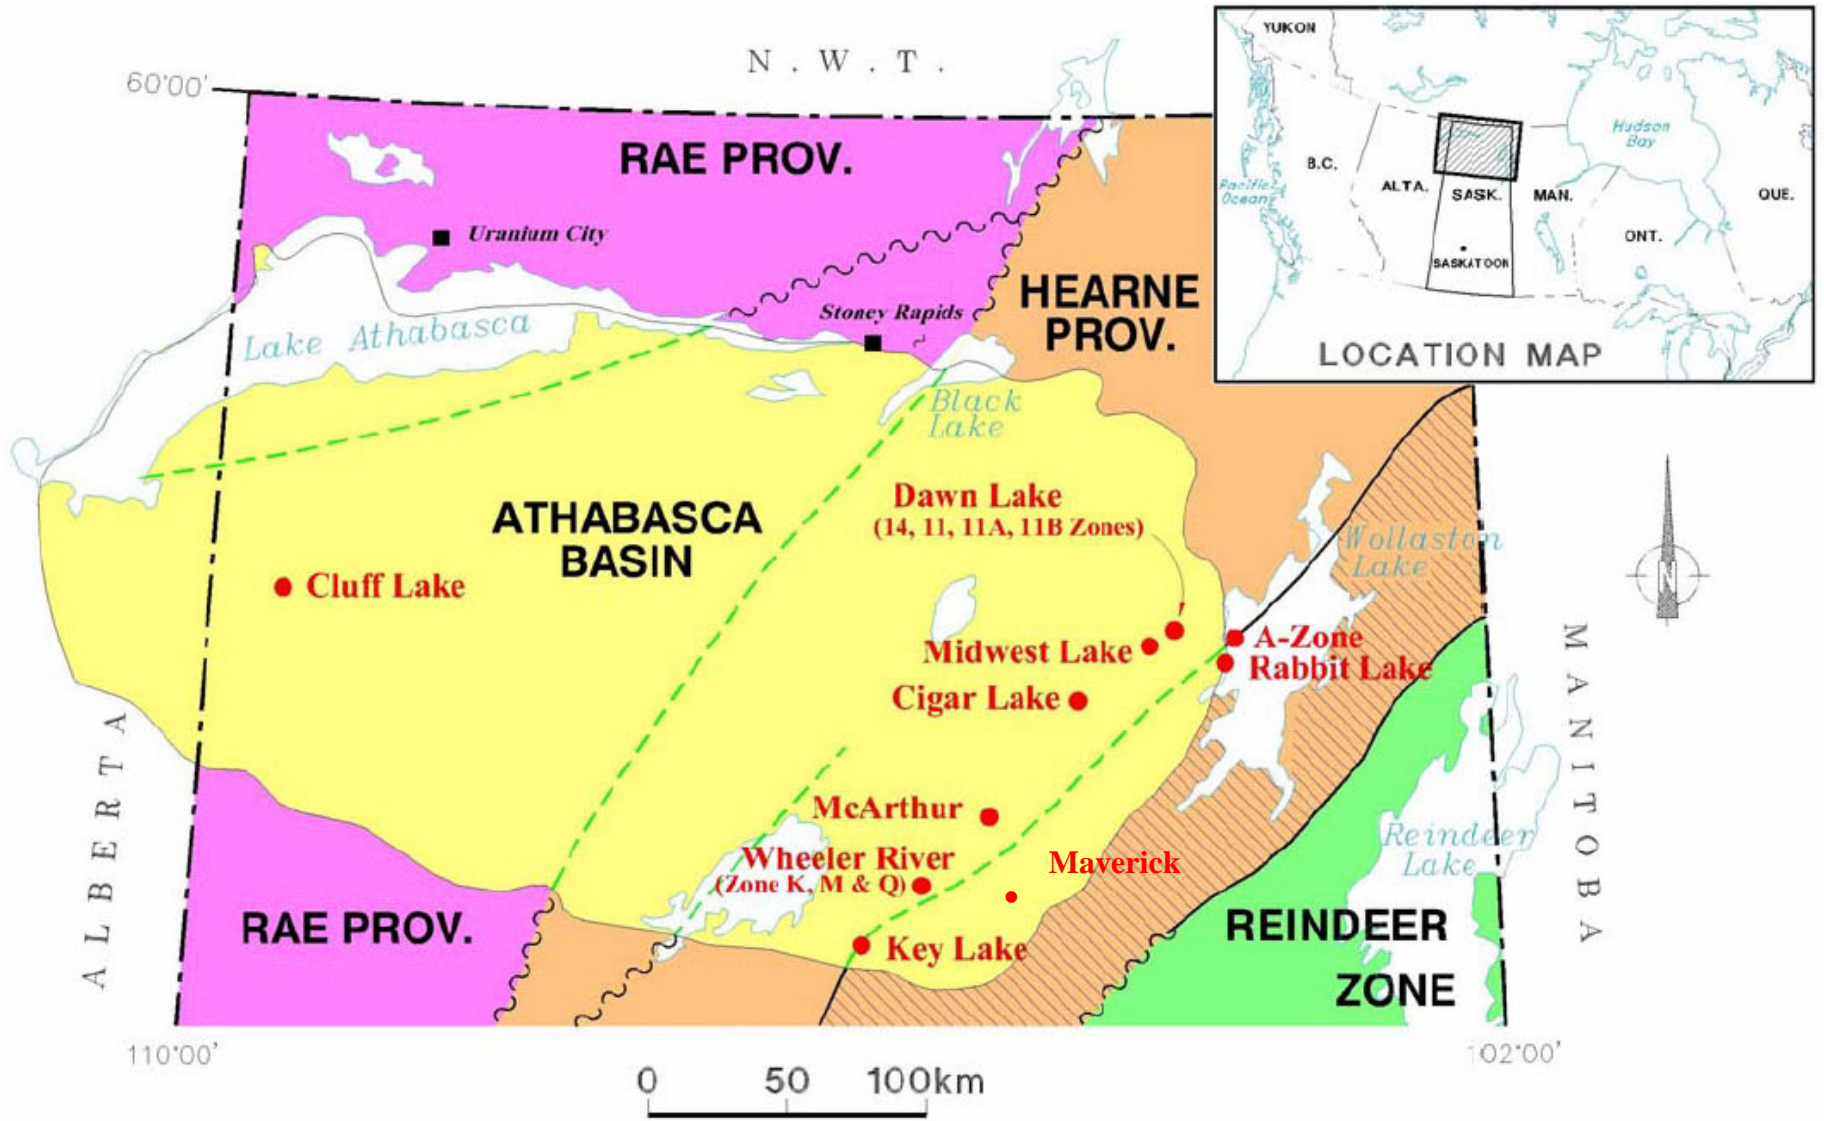 N . W . T .
60°00'
RAE PROV.
Uranium City
Stoney Rapids
HEARNE
PROV.
Lake Athabasca
Black
Lake
Dawn Lake
(14, 11, 11A, 11B Zones)
ATHABASCA
BASIN
Cluff Lake
Wollaston
Lake
Midwest Lake
A-Zone
Rabbit Lake
Cigar Lake
McArthur
Wheeler River
(Zone K, M & Q)
Maverick
Key Lake
RAE PROV.
Reindeer
Lake
REINDEER
ZONE
ALBERTA
MANITOBA
110°00'
102°00'
0 50 100km
YUKON
Hudson
Bay
B.C.
Pacific
Ocean
ALTA.
SASK.
MAN.
QUE.
ONT.
SASKATOON
LOCATION MAP